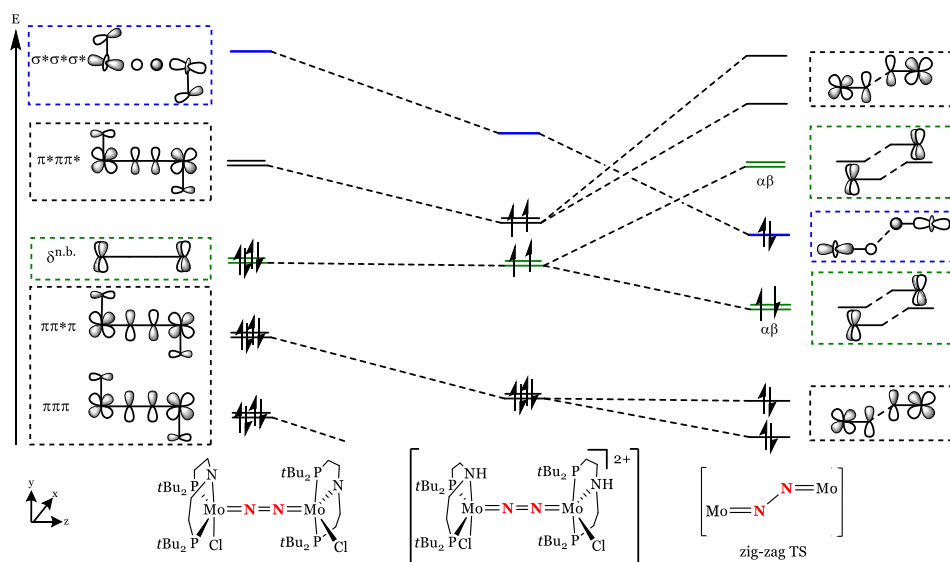 E
σ*σ*σ*
π*ππ*
δn.b.
ππ*π
πππ
αβ
αβ
y
x
z
tBu2 P N Mo N N Mo P tBu2 N
tBu2 P Cl tBu2 P Cl
tBu2 P NH Mo N N Mo P tBu2 NH 2+
tBu2 PCl tBu2 P Cl
Mo N N Mo
zig-zag TS